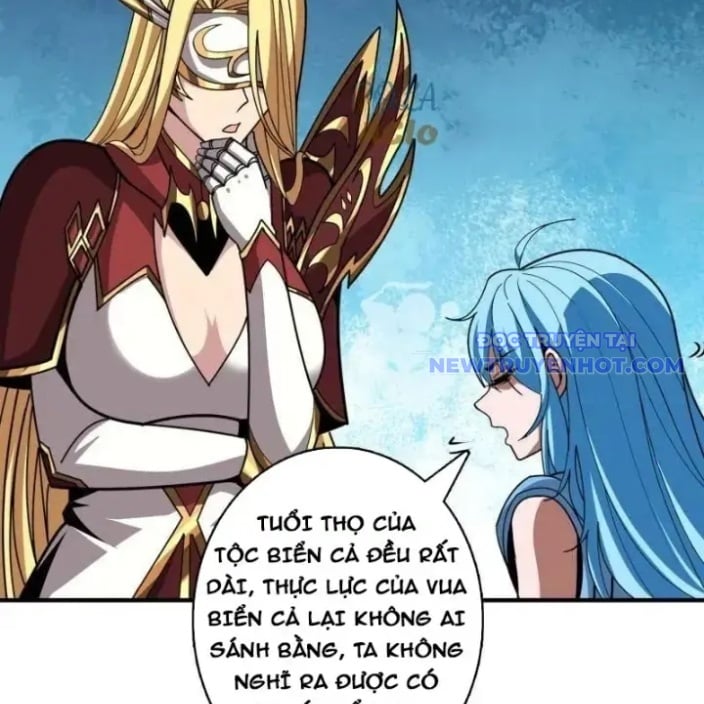 ĐỌC TRUYỆN TẠI
NEWTRUYENHOT.COM
TUỔI THỌ CỦA
TỘC BIỂN CẢ ĐỀU RẤT
DÀI, THỰC LỰC CỦA VUA
BIỂN CẢ LẠI KHÔNG AI
SÁNH BẰNG, TA KHÔNG
NGHĨ RA ĐƯỢC CÓ